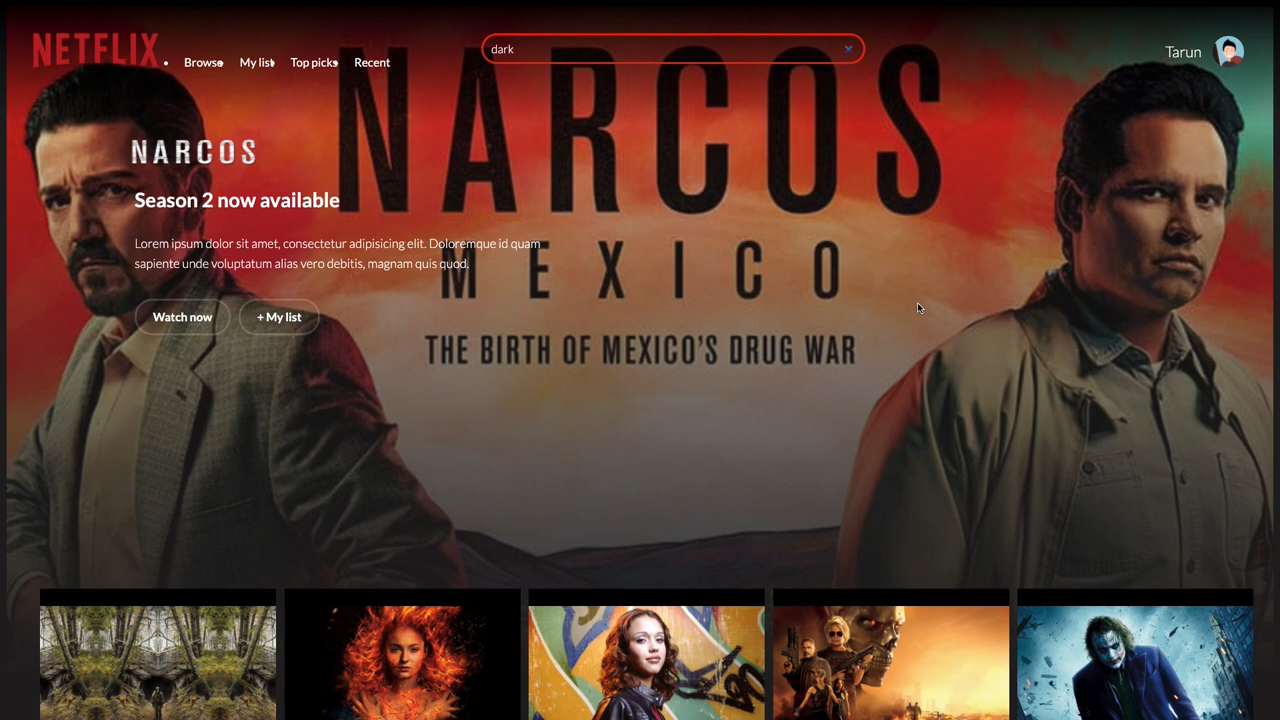 NETFLIX
Browse
My list
Top picks
Recent
dark
Tarun
NARCOS
MEXICO
THE BIRTH OF MEXICO'S DRUG WAR
NARCOS
Season 2 now available
Lorem ipsum dolor sit amet, consectetur adipisicing elit. Doloremque id quam
sapiente unde voluptatum alias vero debitis, magnam quis quod.
Watch now
+ My list